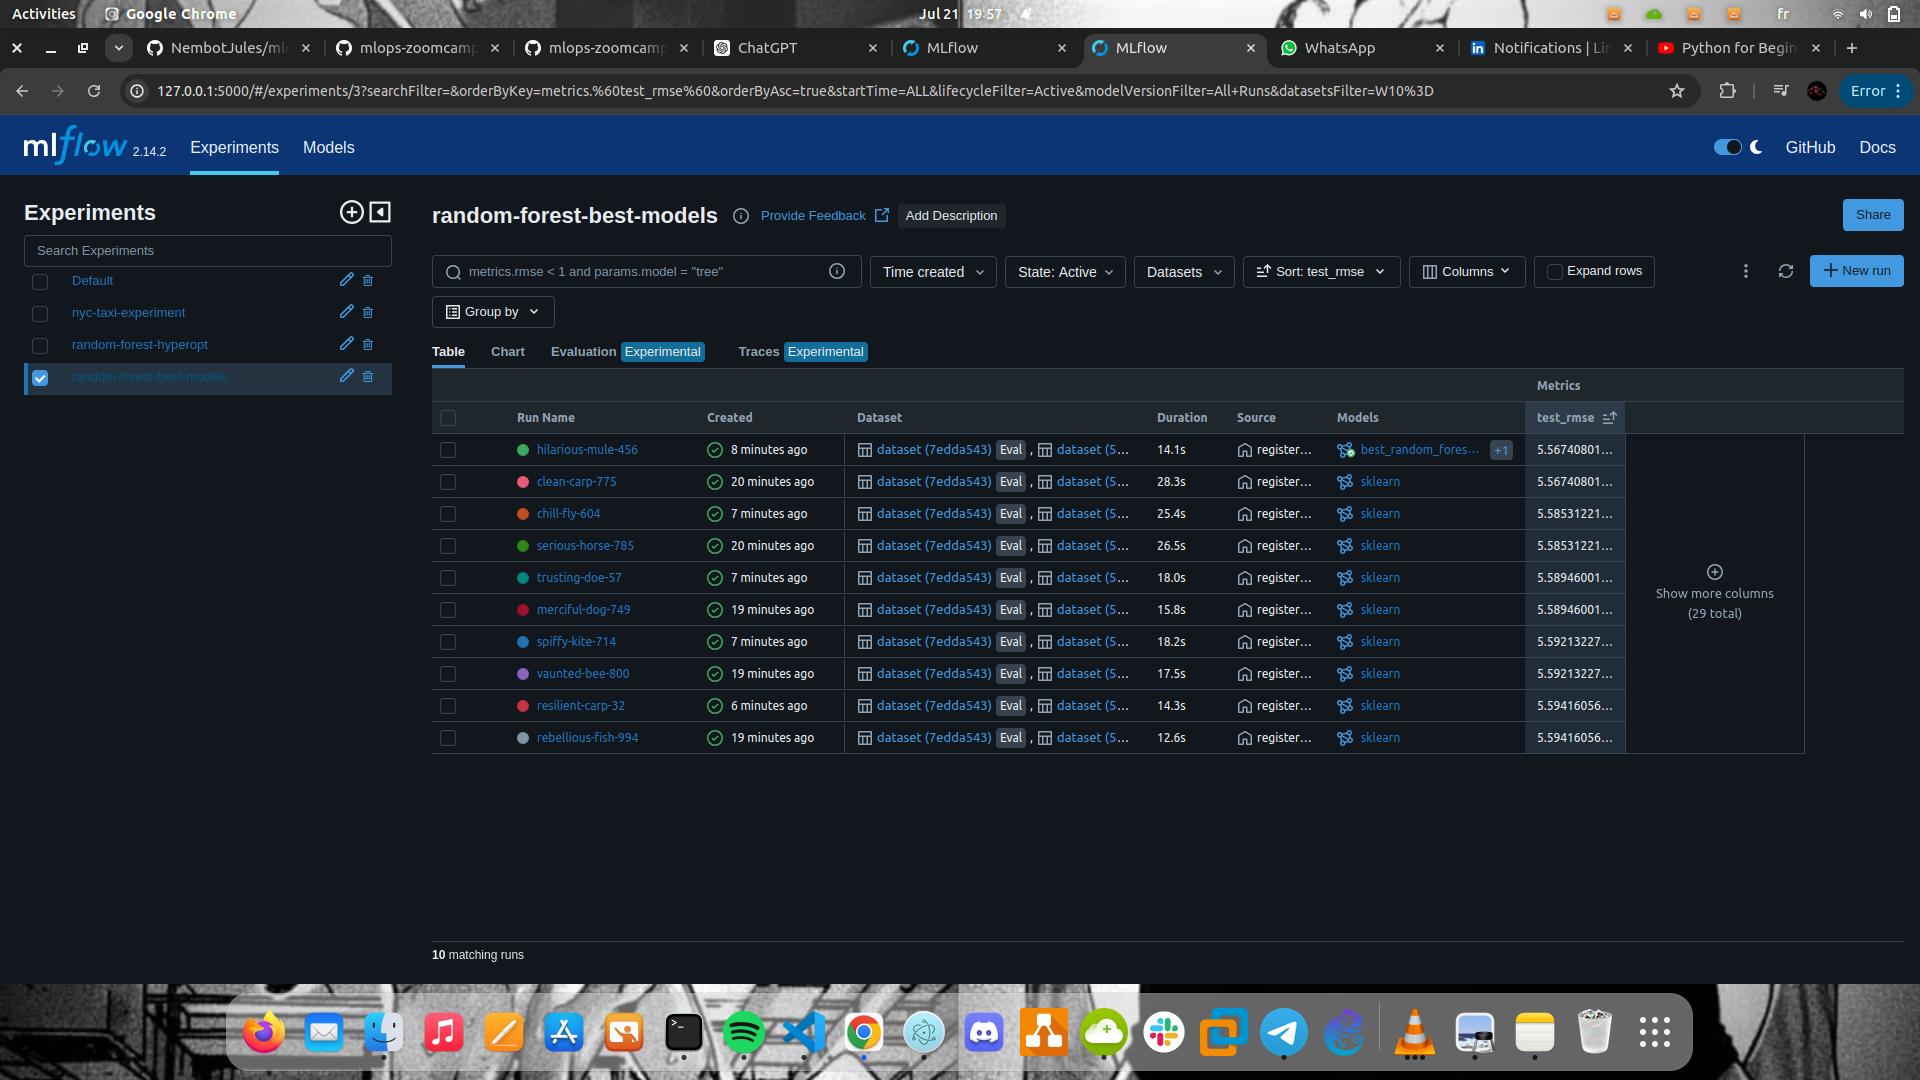 Activities
Google Chrome
Jul 21 19:57
fr
NembotJules/mlo
mlops-zoomcamp
mlops-zoomcamp
ChatGPT
MLflow
MLflow
WhatsApp
Notifications | Lin
Python for Begin
127.0.0.1:5000/#/experiments/3?searchFilter=&orderByKey=metrics.%60test_rmse%60&orderByAsc=true&startTime=ALL&lifecycleFilter=Active&modelVersionFilter=All+Runs&datasetsFilter=W10%3D
Error
mlflow 2.14.2
Experiments
Models
GitHub
Docs
Experiments
Search Experiments
Default
nyc-taxi-experiment
random-forest-hyperopt
random-forest-best-models
random-forest-best-models
Provide Feedback
Add Description
Share
metrics.rmse < 1 and params.model = "tree"
Time created
State: Active
Datasets
Sort: test_rmse
Columns
Expand rows
New run
Group by
Table
Chart
Evaluation Experimental
Traces Experimental
Metrics
Run Name Created Dataset Duration Source Models test_rmse
hilarious-mule-456 8 minutes ago dataset (7edda543) Eval , dataset (5... 14.1s register... best_random_fores... +1 5.56740801...
clean-carp-775 20 minutes ago dataset (7edda543) Eval , dataset (5... 28.3s register... sklearn 5.56740801...
chill-fly-604 7 minutes ago dataset (7edda543) Eval , dataset (5... 25.4s register... sklearn 5.58531221...
serious-horse-785 20 minutes ago dataset (7edda543) Eval , dataset (5... 26.5s register... sklearn 5.58531221...
trusting-doe-57 7 minutes ago dataset (7edda543) Eval , dataset (5... 18.0s register... sklearn 5.58946001...
merciful-dog-749 19 minutes ago dataset (7edda543) Eval , dataset (5... 15.8s register... sklearn 5.58946001...
spiffy-kite-714 7 minutes ago dataset (7edda543) Eval , dataset (5... 18.2s register... sklearn 5.59213227...
vaunted-bee-800 19 minutes ago dataset (7edda543) Eval , dataset (5... 17.5s register... sklearn 5.59213227...
resilient-carp-32 6 minutes ago dataset (7edda543) Eval , dataset (5... 14.3s register... sklearn 5.59416056...
rebellious-fish-994 19 minutes ago dataset (7edda543) Eval , dataset (5... 12.6s register... sklearn 5.59416056...
Show more columns
(29 total)
10 matching runs